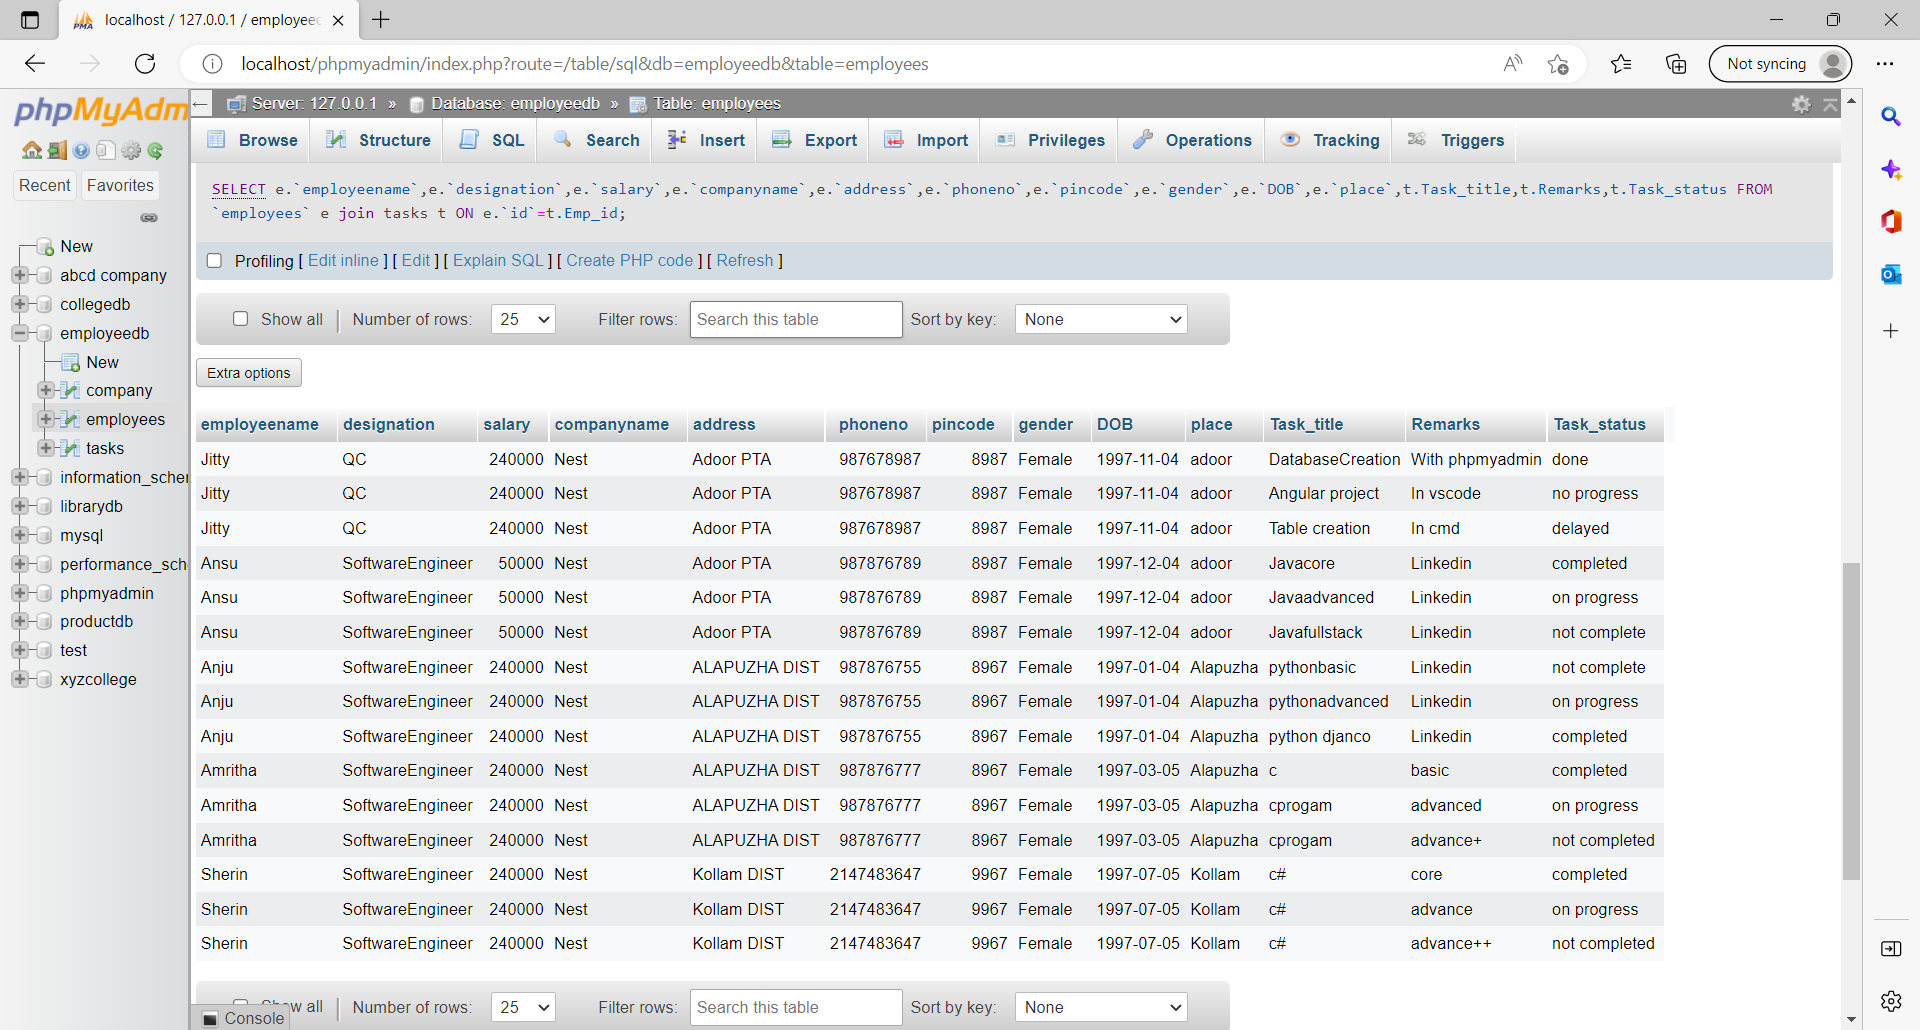 localhost / 127.0.0.1 / employeed
localhost/phpmyadmin/index.php?route=/table/sql&db=employeedb&table=employees
Not syncing
phpMyAdm
Server: 127.0.0.1 » Database: employeedb » Table: employees
Browse Structure SQL Search Insert Export Import Privileges Operations Tracking Triggers
Recent Favorites
New
abcd company
collegedb
employeedb
New
company
employees
tasks
information_scher
librarydb
mysql
performance_sch
phpmyadmin
productdb
test
xyzcollege
SELECT e.`employeename`,e.`designation`,e.`salary`,e.`companyname`,e.`address`,e.`phoneno`,e.`pincode`,e.`gender`,e.`DOB`,e.`place`,t.Task_title,t.Remarks,t.Task_status FROM
`employees` e join tasks t ON e.`id`=t.Emp_id;
Profiling [ Edit inline ] [ Edit ] [ Explain SQL ] [ Create PHP code ] [ Refresh ]
Show all Number of rows: 25 Filter rows: Search this table Sort by key: None
Extra options
employeename designation salary companyname address phoneno pincode gender DOB place Task_title Remarks Task_status
Jitty QC 240000 Nest Adoor PTA 987678987 8987 Female 1997-11-04 adoor DatabaseCreation With phpmyadmin done
Jitty QC 240000 Nest Adoor PTA 987678987 8987 Female 1997-11-04 adoor Angular project In vscode no progress
Jitty QC 240000 Nest Adoor PTA 987678987 8987 Female 1997-11-04 adoor Table creation In cmd delayed
Ansu SoftwareEngineer 50000 Nest Adoor PTA 987876789 8987 Female 1997-12-04 adoor Javacore Linkedin completed
Ansu SoftwareEngineer 50000 Nest Adoor PTA 987876789 8987 Female 1997-12-04 adoor Javaadvanced Linkedin on progress
Ansu SoftwareEngineer 50000 Nest Adoor PTA 987876789 8987 Female 1997-12-04 adoor Javafullstack Linkedin not complete
Anju SoftwareEngineer 240000 Nest ALAPUZHA DIST 987876755 8967 Female 1997-01-04 Alapuzha pythonbasic Linkedin not complete
Anju SoftwareEngineer 240000 Nest ALAPUZHA DIST 987876755 8967 Female 1997-01-04 Alapuzha pythonadvanced Linkedin on progress
Anju SoftwareEngineer 240000 Nest ALAPUZHA DIST 987876755 8967 Female 1997-01-04 Alapuzha python djanco Linkedin completed
Amritha SoftwareEngineer 240000 Nest ALAPUZHA DIST 987876777 8967 Female 1997-03-05 Alapuzha c basic completed
Amritha SoftwareEngineer 240000 Nest ALAPUZHA DIST 987876777 8967 Female 1997-03-05 Alapuzha cprogam advanced on progress
Amritha SoftwareEngineer 240000 Nest ALAPUZHA DIST 987876777 8967 Female 1997-03-05 Alapuzha cprogam advance+ not completed
Sherin SoftwareEngineer 240000 Nest Kollam DIST 2147483647 9967 Female 1997-07-05 Kollam c# core completed
Sherin SoftwareEngineer 240000 Nest Kollam DIST 2147483647 9967 Female 1997-07-05 Kollam c# advance on progress
Sherin SoftwareEngineer 240000 Nest Kollam DIST 2147483647 9967 Female 1997-07-05 Kollam c# advance++ not completed
Show all Number of rows: 25 Filter rows: Search this table Sort by key: None
Console